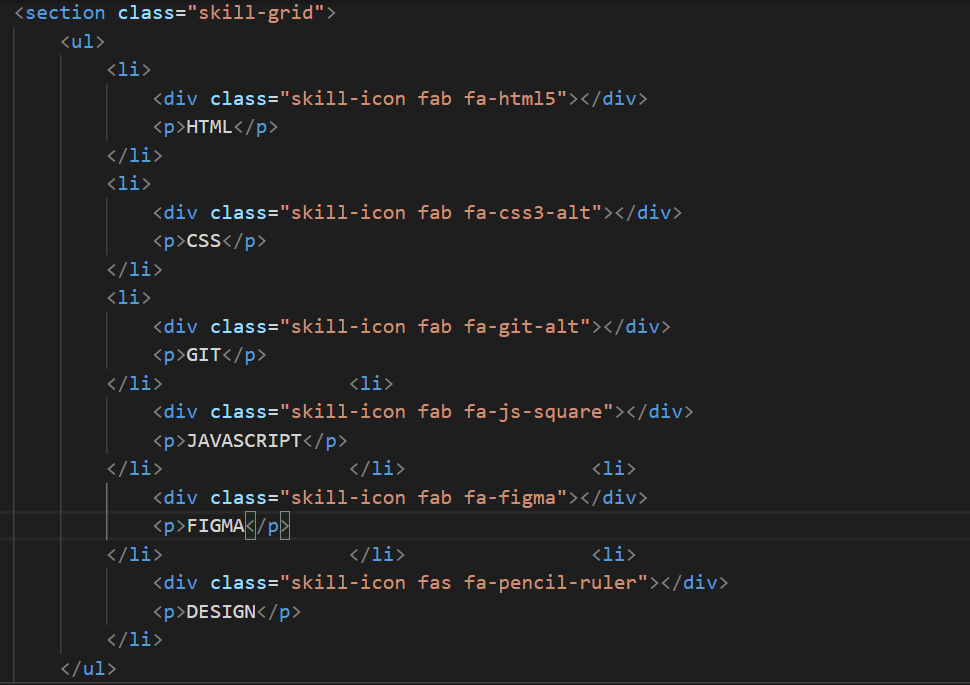 <section class="skill-grid">
    <ul>
        <li>
            <div class="skill-icon fab fa-html5"></div>
            <p>HTML</p>
        </li>
        <li>
            <div class="skill-icon fab fa-css3-alt"></div>
            <p>CSS</p>
        </li>
        <li>
            <div class="skill-icon fab fa-git-alt"></div>
            <p>GIT</p>
        </li>                <li>
            <div class="skill-icon fab fa-js-square"></div>
            <p>JAVASCRIPT</p>
        </li>                </li>                <li>
            <div class="skill-icon fab fa-figma"></div>
            <p>FIGMA</p>
        </li>                </li>                <li>
            <div class="skill-icon fas fa-pencil-ruler"></div>
            <p>DESIGN</p>
        </li>
    </ul>